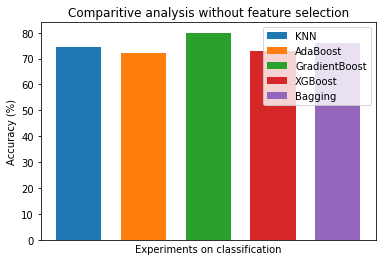 Comparitive analysis without feature selection
KNN
AdaBoost
GradientBoost
XGBoost
Bagging
Accuracy (%)
80
70
60
50
40
30
20
10
0
Experiments on classification